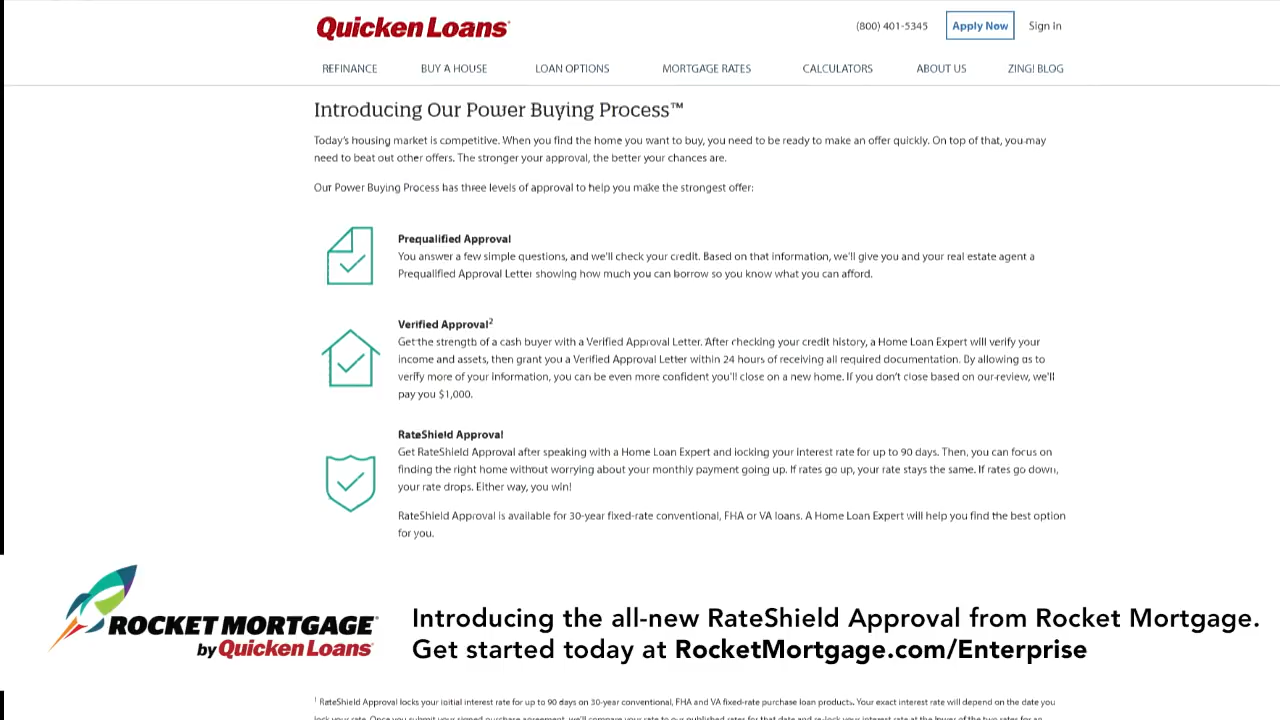 Quicken Loans
(800) 401-5345 Apply Now Sign in
REFINANCE BUY A HOUSE LOAN OPTIONS MORTGAGE RATES CALCULATORS ABOUT US ZING! BLOG
Introducing Our Power Buying Process™
Today's housing market is competitive. When you find the home you want to buy, you need to be ready to make an offer quickly. On top of that, you may
need to beat out other offers. The stronger your approval, the better your chances are.
Our Power Buying Process has three levels of approval to help you make the strongest offer:
Prequalified Approval
You answer a few simple questions, and we'll check your credit. Based on that information, we'll give you and your real estate agent a
Prequalified Approval Letter showing how much you can borrow so you know what you can afford.
Verified Approval²
Get the strength of a cash buyer with a Verified Approval Letter. After checking your credit history, a Home Loan Expert will verify your
income and assets, then grant you a Verified Approval Letter within 24 hours of receiving all required documentation. By allowing us to
verify more of your information, you can be even more confident you'll close on a new home. If you don't close based on our review, we'll
pay you $1,000.
RateShield Approval
Get RateShield Approval after speaking with a Home Loan Expert and locking your interest rate for up to 90 days. Then, you can focus on
finding the right home without worrying about your monthly payment going up. If rates go up, your rate stays the same. If rates go down,
your rate drops. Either way, you win!
RateShield Approval is available for 30-year fixed-rate conventional, FHA or VA loans. A Home Loan Expert will help you find the best option
for you.
ROCKET MORTGAGE
by Quicken Loans
Introducing the all-new RateShield Approval from Rocket Mortgage.
Get started today at RocketMortgage.com/Enterprise
¹ RateShield Approval locks your initial interest rate for up to 90 days on 30-year conventional, FHA and VA fixed-rate purchase loan products. Your exact interest rate will depend on the date you